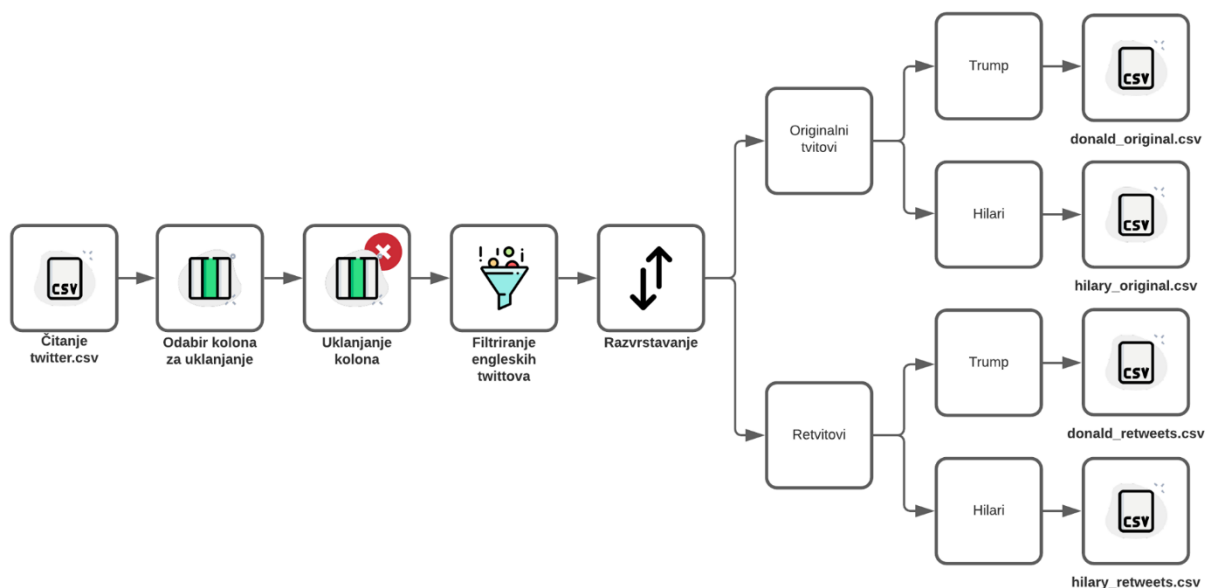 CSV
Čitanje
twitter.csv
Odabir kolona
za uklanjanje
Uklanjanje
kolona
Filtriranje
engleskih
twittova
Razvrstavanje
Originalni
tvitovi
Trump
CSV
donald_original.csv
Hilari
CSV
hilary_original.csv
Retvitovi
Trump
CSV
donald_retweets.csv
Hilari
CSV
hilary_retweets.csv